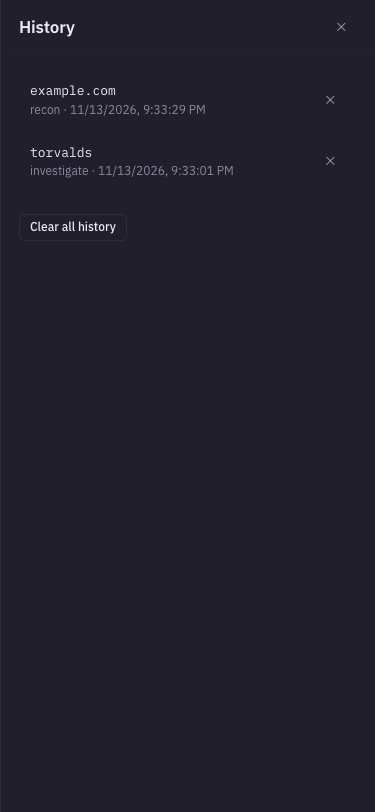 History
example.com
recon · 11/13/2026, 9:33:29 PM
torvalds
investigate · 11/13/2026, 9:33:01 PM
Clear all history